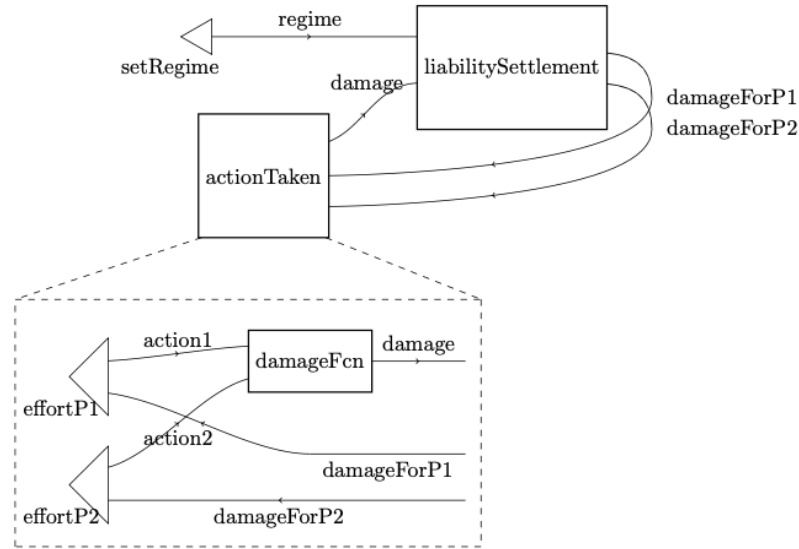 regime
setRegime
liabilitySettlement
damage
damageForP1
damageForP2
actionTaken
action1
damageFcn
damage
effortP1
action2
damageForP1
effortP2
damageForP2